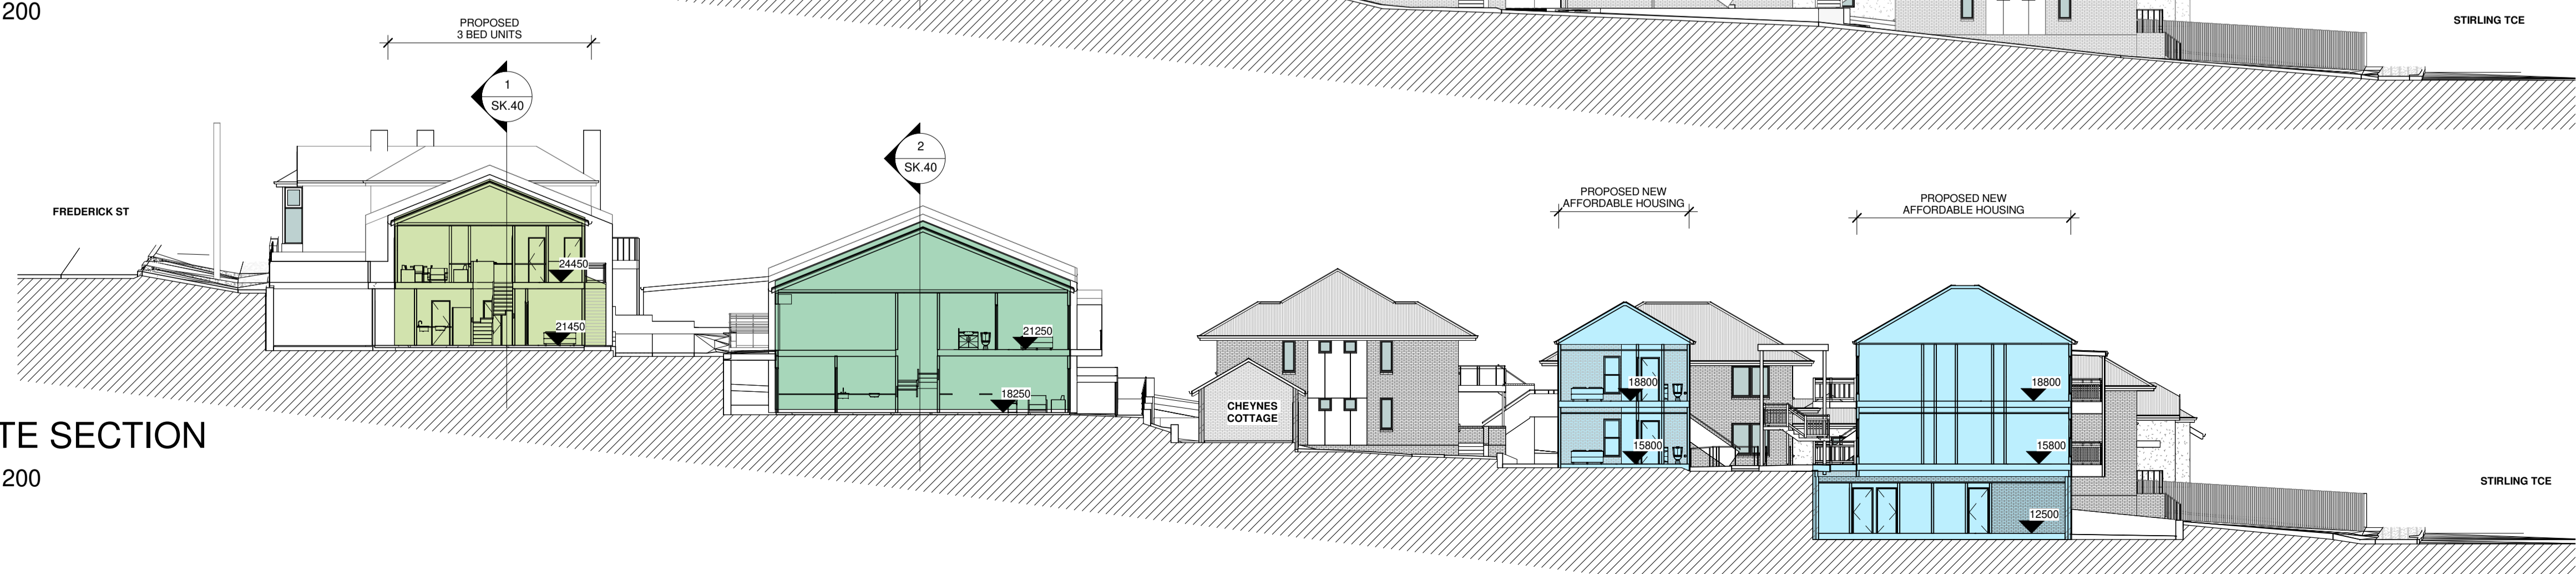 200
STIRLING TCE
PROPOSED
3 BED UNITS
1
SK.40
2
SK.40
PROPOSED NEW
AFFORDABLE HOUSING
PROPOSED NEW
AFFORDABLE HOUSING
FREDERICK ST
24450
21450
21250
18250
CHEYNES
COTTAGE
18800
15800
18800
15800
12500
TE SECTION
200
STIRLING TCE